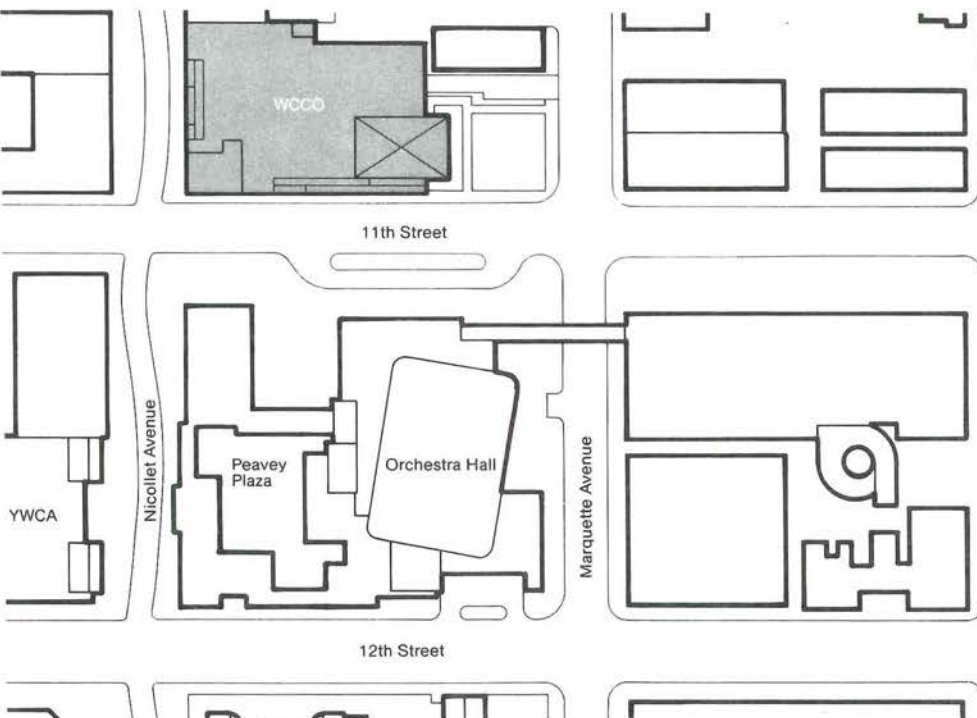 WCCO
11th Street
Nicollet Avenue
Peavey
Plaza
Orchestra Hall
Marquette Avenue
YWCA
12th Street